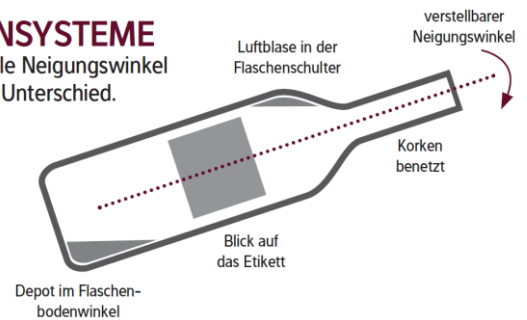 NSYSTEME
le Neigungswinkel
Unterschied.
Luftblase in der
Flaschenschulter
verstellbarer
Neigungswinkel
Korken
benetzt
Blick auf
das Etikett
Depot im Flaschen-
bodenwinkel